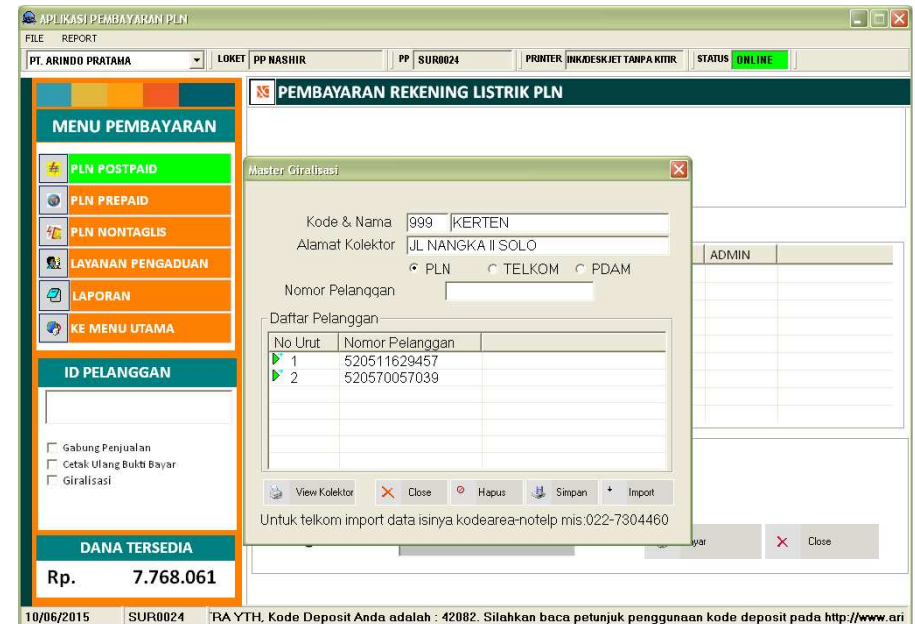 APLIKASI PEMBAYARAN PLN
FILE REPORT
PT. ARINDO PRATAMA LOKET PP NASHIR PP SUR0024 PRINTER INK/DESKJET TANPA KITIR STATUS ONLINE
PEMBAYARAN REKENING LISTRIK PLN
MENU PEMBAYARAN
PLN POSTPAID
PLN PREPAID
PLN NONTAGLIS
LAYANAN PENGADUAN
LAPORAN
KE MENU UTAMA
ID PELANGGAN
Gabung Penjualan
Cetak Ulang Bukti Bayar
Giralisasi
DANA TERSEDIA
Rp. 7.768.061
Master Giralisasi
Kode & Nama 999 KERTEN
Alamat Kolektor JL NANGKA II SOLO
PLN TELKOM PDAM
Nomor Pelanggan
Daftar Pelanggan
No Urut Nomor Pelanggan
1 520511629457
2 520570057039
View Kolektor Close Hapus Simpan Import
Untuk telkom import data isinya kodearea-notelp mis:022-7304460
ADMIN
Close
10/06/2015 SUR0024 'RA YTH, Kode Deposit Anda adalah : 42082. Silahkan baca petunjuk penggunaan kode deposit pada http://www.ari